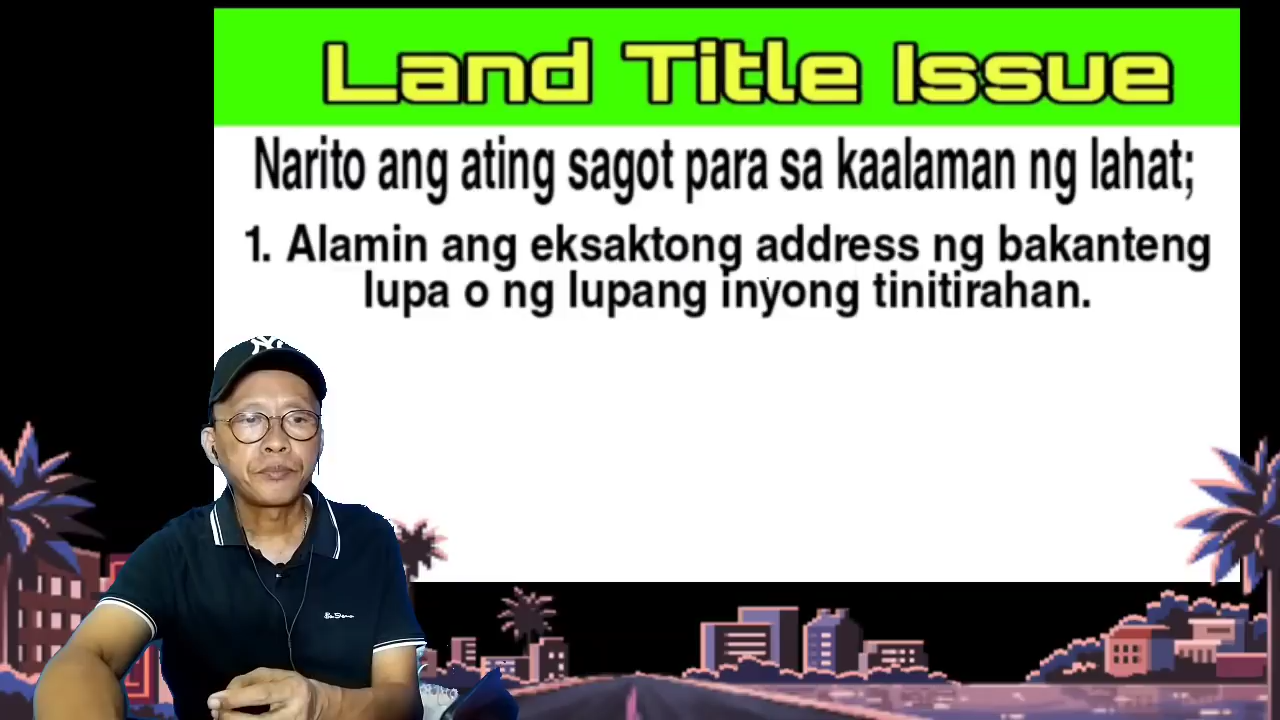 Land Title Issue
Narito ang ating sagot para sa kaalaman ng lahat;
1. Alamin ang eksaktong address ng bakanteng
lupa o ng lupang inyong tinitirahan.
NY